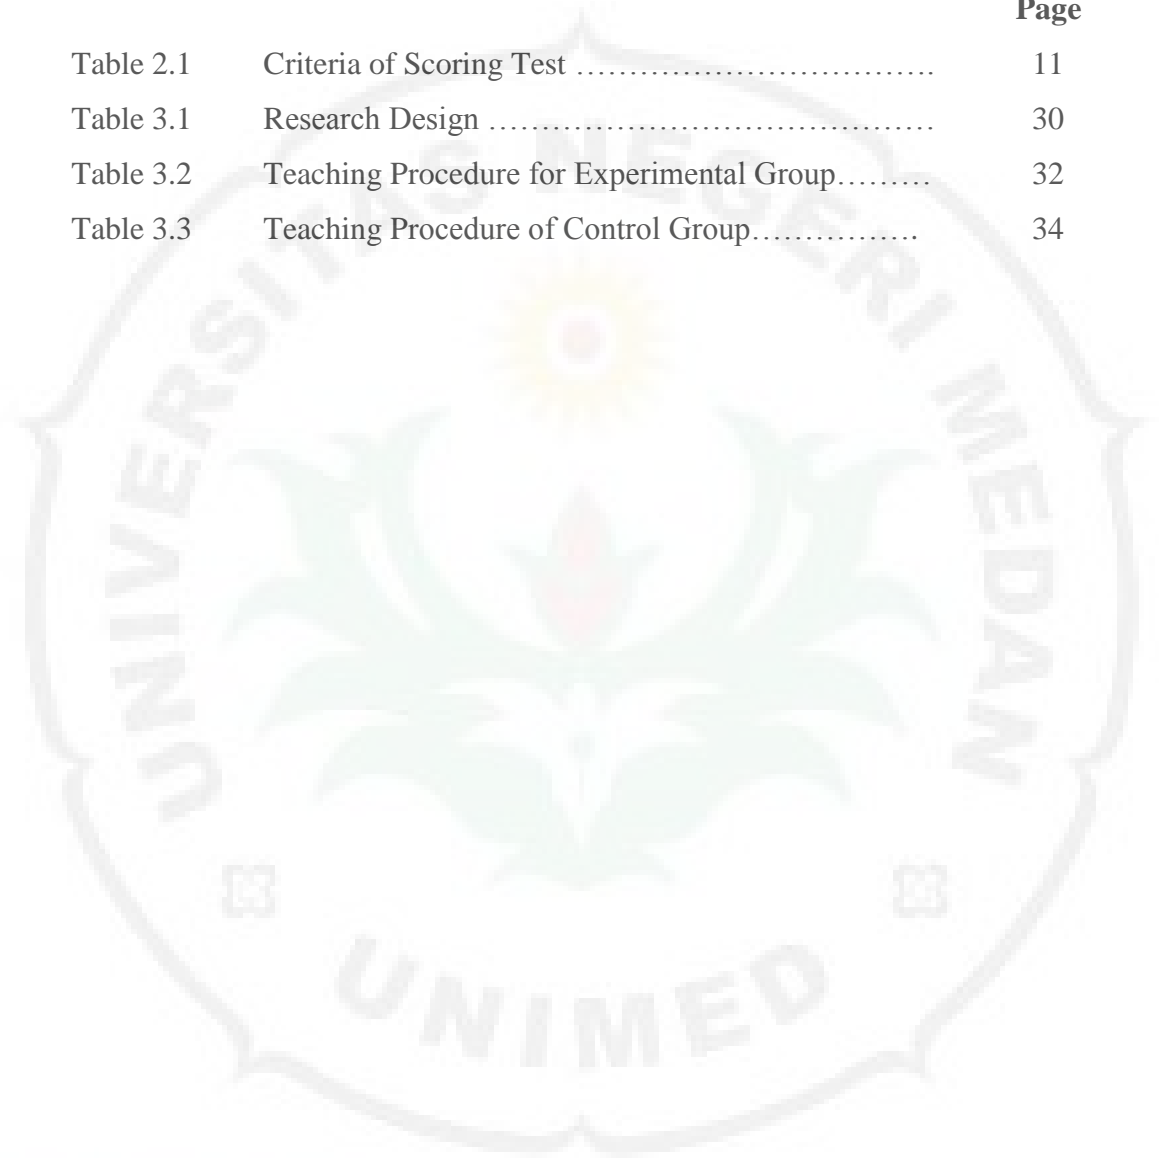 Page
Table 2.1 Criteria of Scoring Test ……………………………. 11
Table 3.1 Research Design …………………………………… 30
Table 3.2 Teaching Procedure for Experimental Group……… 32
Table 3.3 Teaching Procedure of Control Group……………. 34
UNIVERSITAS NEGERI MEDAN
UNIMED